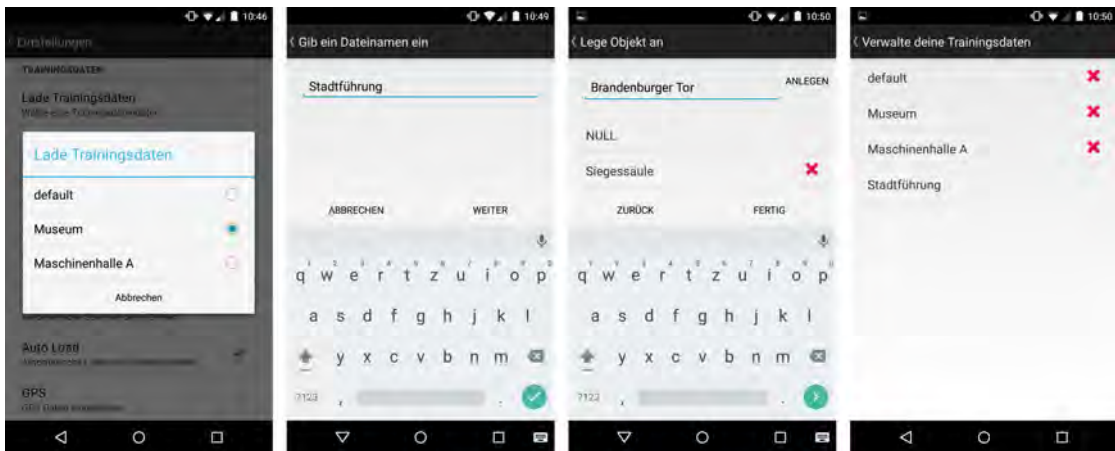 10:46
Einstellungen
TRAININGSDATEN
Lade Trainingsdaten
Lade Trainingsdaten
default
Museum
Maschinenhalle A
Abbrechen
Auto Load
GPS
10:49
Gib ein Dateinamen ein
Stadtführung
ABBRECHEN WEITER
q w e r t z u i o p
a s d f g h j k l
y x c v b n m
?123 , .
10:50
Lege Objekt an
Brandenburger Tor ANLEGEN
NULL
Siegessäule
ZURÜCK FERTIG
q w e r t z u i o p
a s d f g h j k l
y x c v b n m
?123 , .
10:50
Verwalte deine Trainingsdaten
default
Museum
Maschinenhalle A
Stadtführung